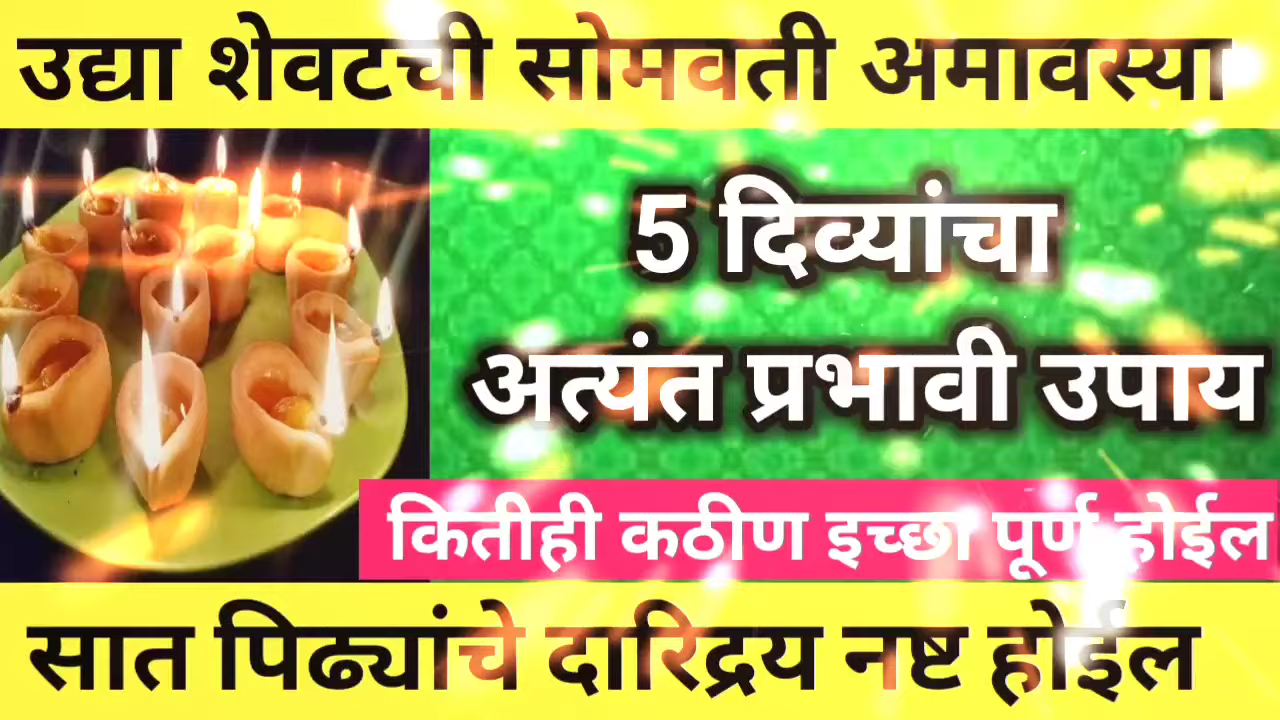 उद्या शेवटची सोमवती अमावस्या
5 दिव्यांचा
अत्यंत प्रभावी उपाय
कितीही कठीण इच्छा पूर्ण होईल
सात पिढ्यांचे दारिद्रय नष्ट होईल